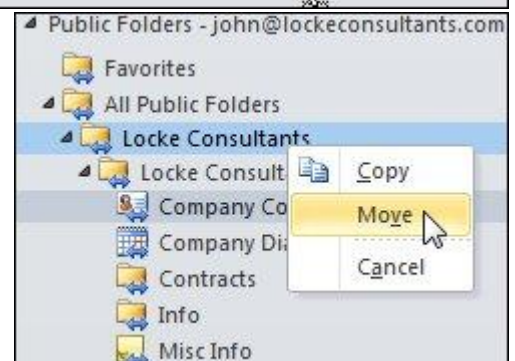 Public Folders - john@lockeconsultants.com
Favorites
All Public Folders
Locke Consultants
Locke Consult
Copy
Company Co
Move
Company Di
Cancel
Contracts
Info
Misc Info